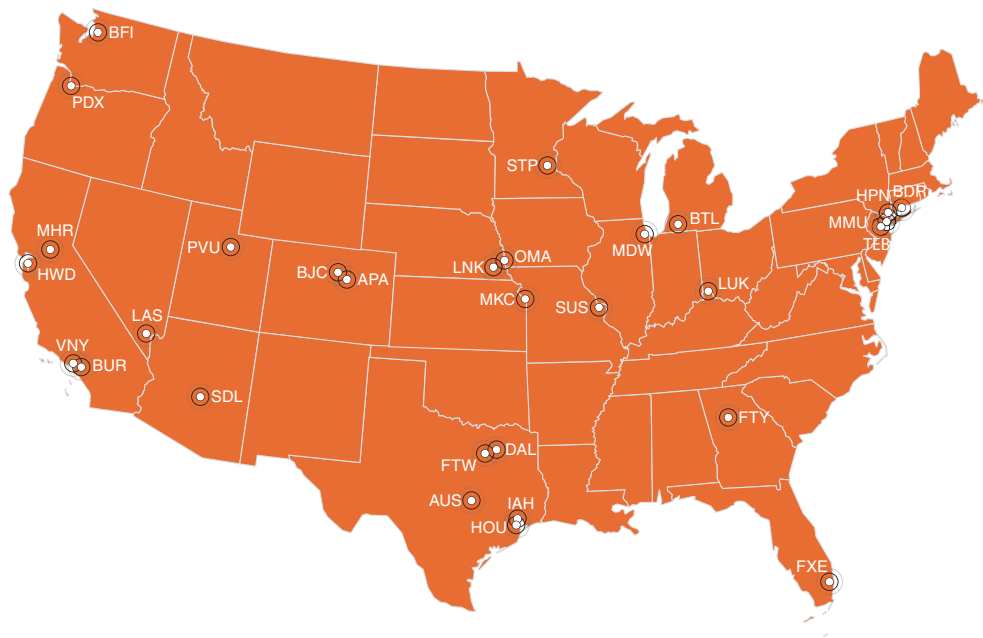 BFI
PDX
STP
HPN
BDR
MMU
BTL
MHR
PVU
MDW
TEB
OMA
HWD
BJC
LNK
APA
LUK
MKC
SUS
LAS
VNY
BUR
SDL
FTY
DAL
FTW
AUS
IAH
HOU
FXE